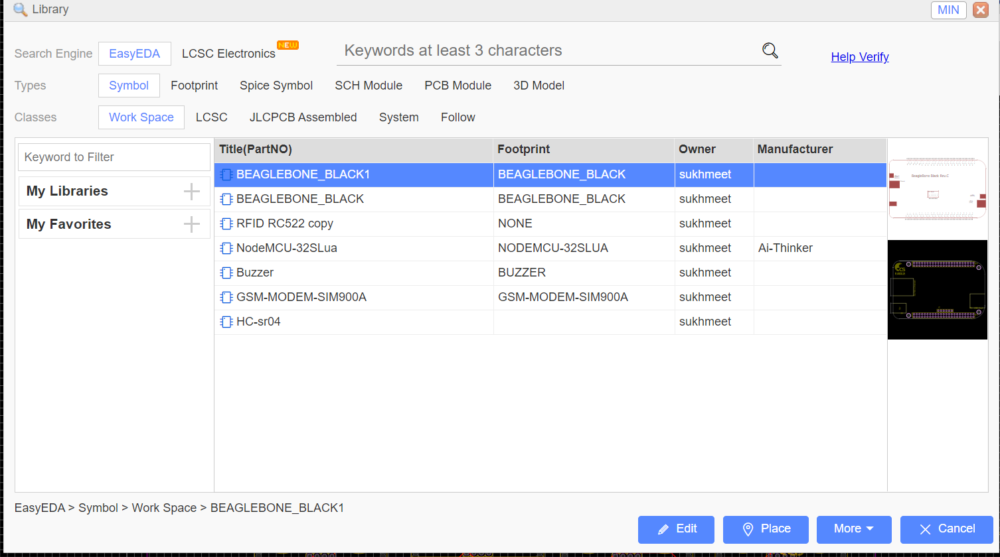 Library
MIN
Search Engine EasyEDA LCSC Electronics NEW Keywords at least 3 characters Help Verify
Types Symbol Footprint Spice Symbol SCH Module PCB Module 3D Model
Classes Work Space LCSC JLCPCB Assembled System Follow
Keyword to Filter
My Libraries
My Favorites
Title(PartNO) Footprint Owner Manufacturer
BEAGLEBONE_BLACK1 BEAGLEBONE_BLACK sukhmeet
BEAGLEBONE_BLACK BEAGLEBONE_BLACK sukhmeet
RFID RC522 copy NONE sukhmeet
NodeMCU-32SLua NODEMCU-32SLUA sukhmeet Ai-Thinker
Buzzer BUZZER sukhmeet
GSM-MODEM-SIM900A GSM-MODEM-SIM900A sukhmeet
HC-sr04 sukhmeet
BeagleBone Black Rev.C
CS
EAGLE
EasyEDA > Symbol > Work Space > BEAGLEBONE_BLACK1
Edit Place More Cancel